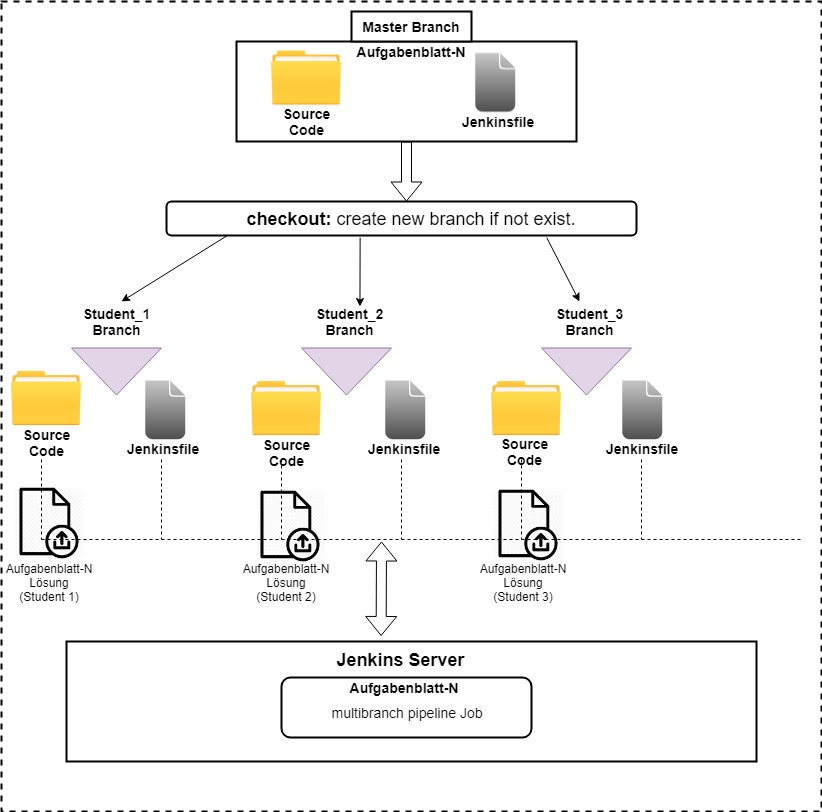 Master Branch
Aufgabenblatt-N
Source
Code
Jenkinsfile
checkout: create new branch if not exist.
Student_1
Branch
Student_2
Branch
Student_3
Branch
Source
Code
Jenkinsfile
Source
Code
Jenkinsfile
Source
Code
Jenkinsfile
Aufgabenblatt-N
Lösung
(Student 1)
Aufgabenblatt-N
Lösung
(Student 2)
Aufgabenblatt-N
Lösung
(Student 3)
Jenkins Server
Aufgabenblatt-N
multibranch pipeline Job